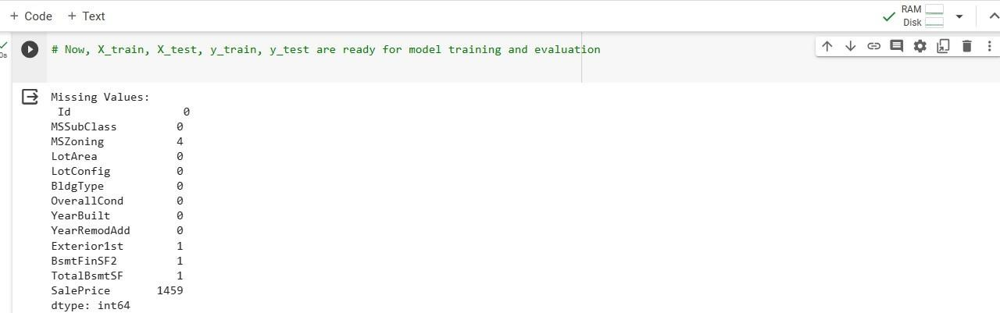 + Code + Text
RAM
Disk
0s
# Now, X_train, X_test, y_train, y_test are ready for model training and evaluation
Missing Values:
Id 0
MSSubClass 0
MSZoning 4
LotArea 0
LotConfig 0
BldgType 0
OverallCond 0
YearBuilt 0
YearRemodAdd 0
Exterior1st 1
BsmtFinSF2 1
TotalBsmtSF 1
SalePrice 1459
dtype: int64